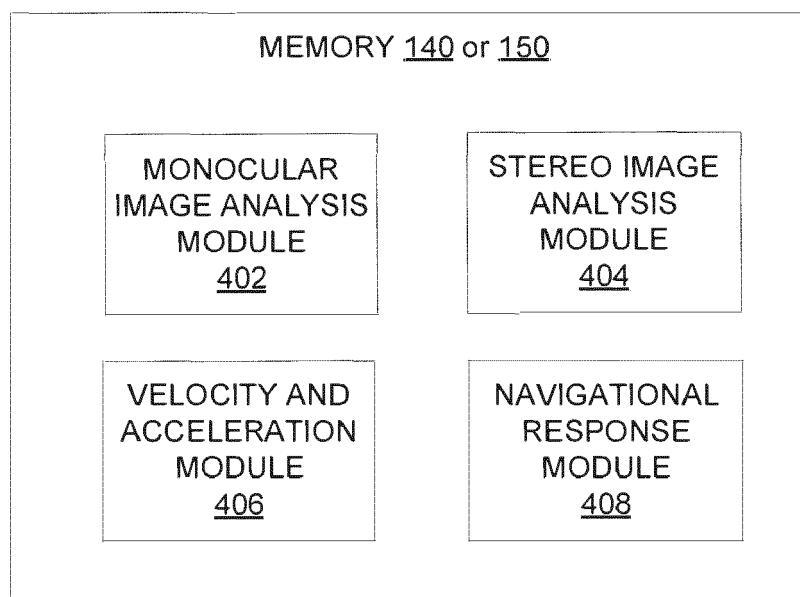 MEMORY 140 or 150
MONOCULAR
IMAGE ANALYSIS
MODULE
402
STEREO IMAGE
ANALYSIS
MODULE
404
VELOCITY AND
ACCELERATION
MODULE
406
NAVIGATIONAL
RESPONSE
MODULE
408